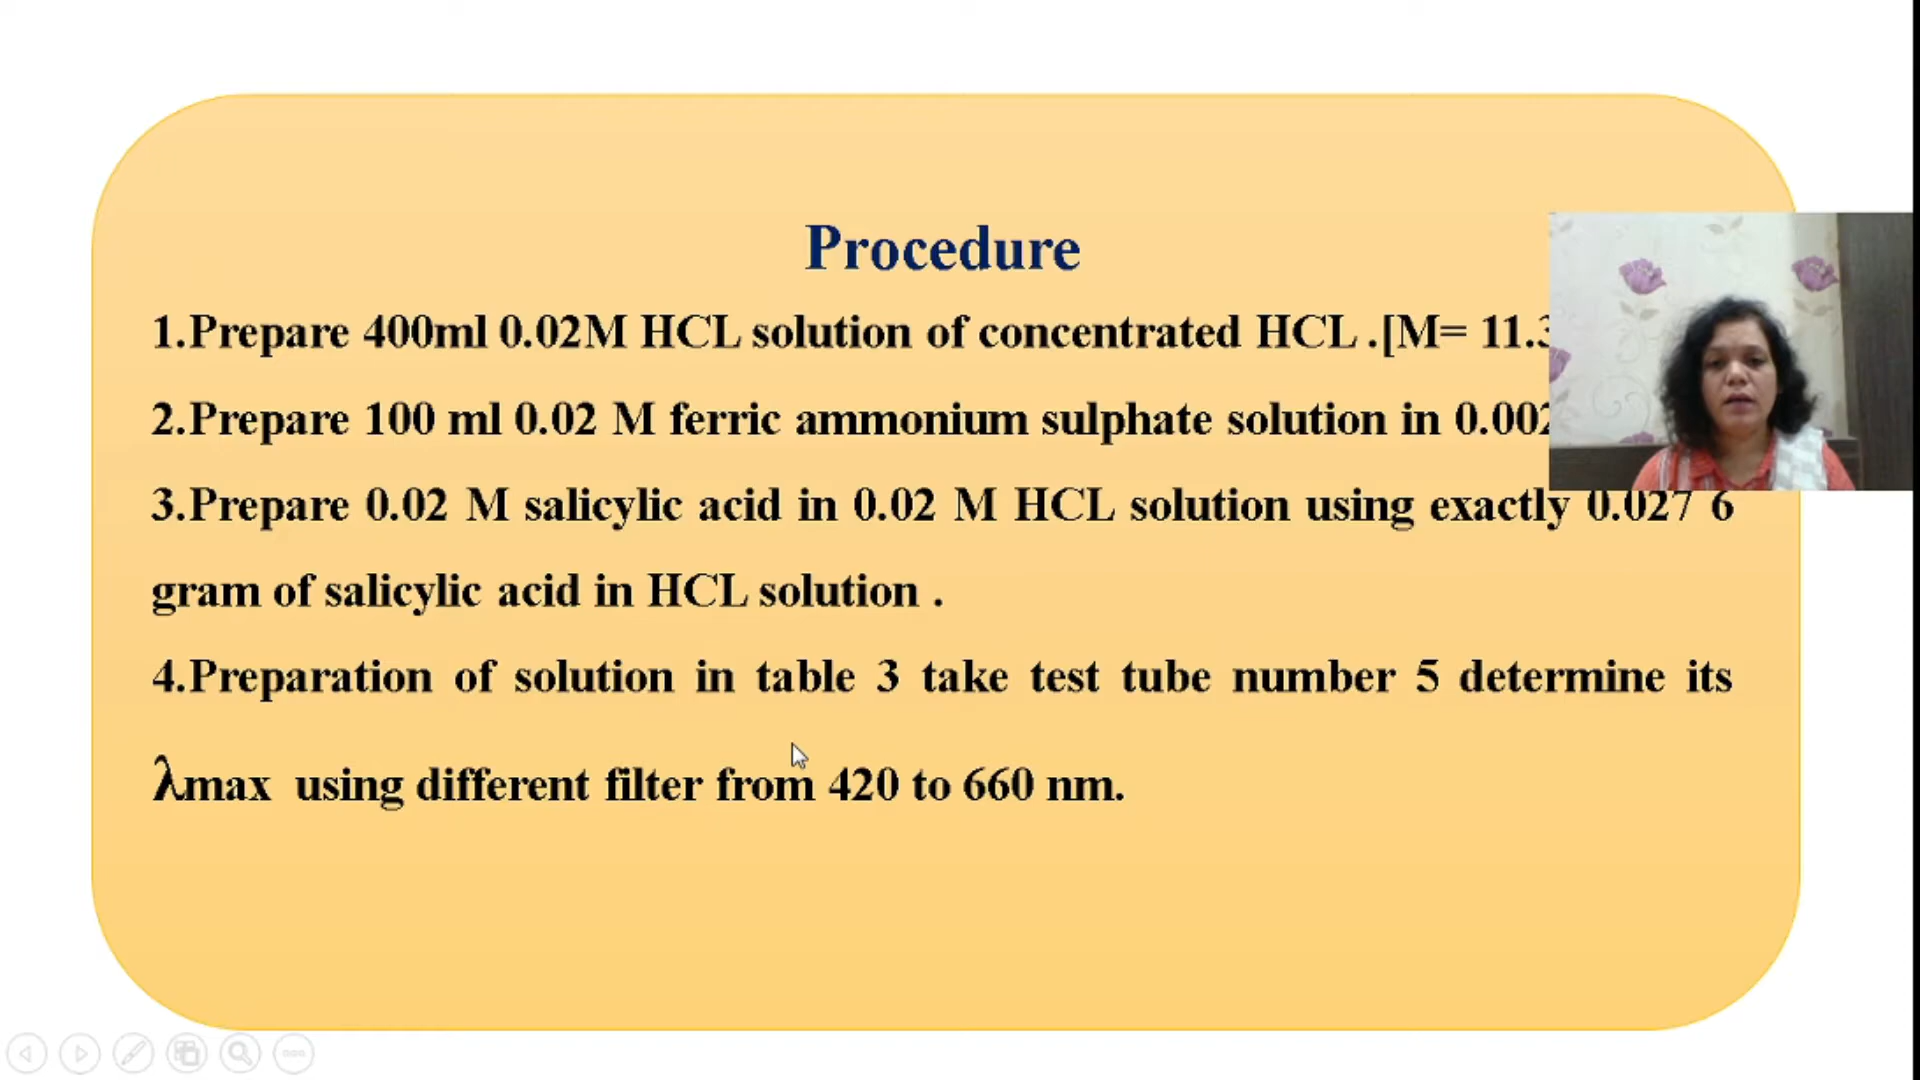 Procedure
1.Prepare 400ml 0.02M HCL solution of concentrated HCL .[M= 11.3
2.Prepare 100 ml 0.02 M ferric ammonium sulphate solution in 0.002
3.Prepare 0.02 M salicylic acid in 0.02 M HCL solution using exactly 0.027 6
gram of salicylic acid in HCL solution .
4.Preparation of solution in table 3 take test tube number 5 determine its
λmax using different filter from 420 to 660 nm.